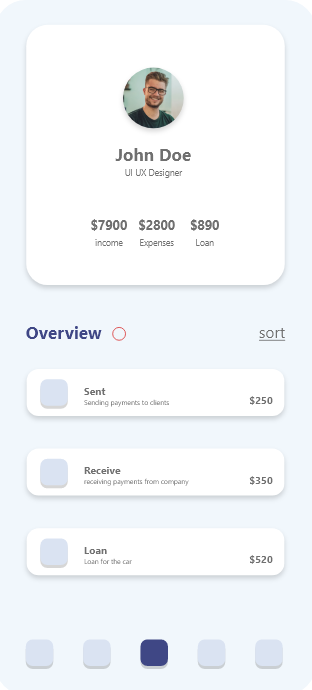 John Doe
UI UX Designer
$7900 $2800 $890
income Expenses Loan
Overview sort
Sent
Sending payments to clients
$250
Receive
receiving payments from company
$350
Loan
Loan for the car
$520